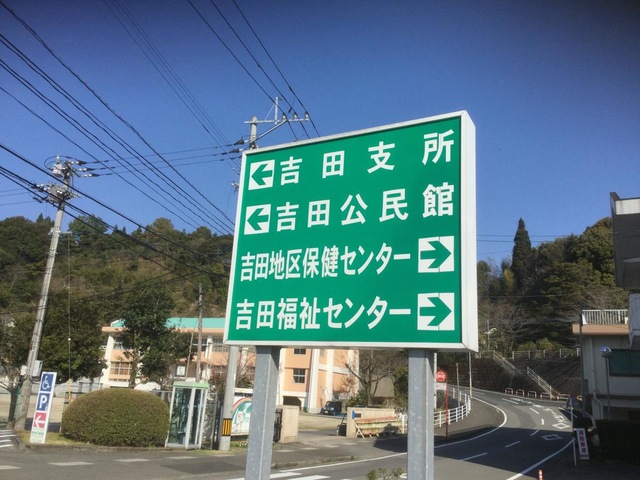 吉田支所
吉田公民館
吉田地区保健センター
吉田福祉センター
P